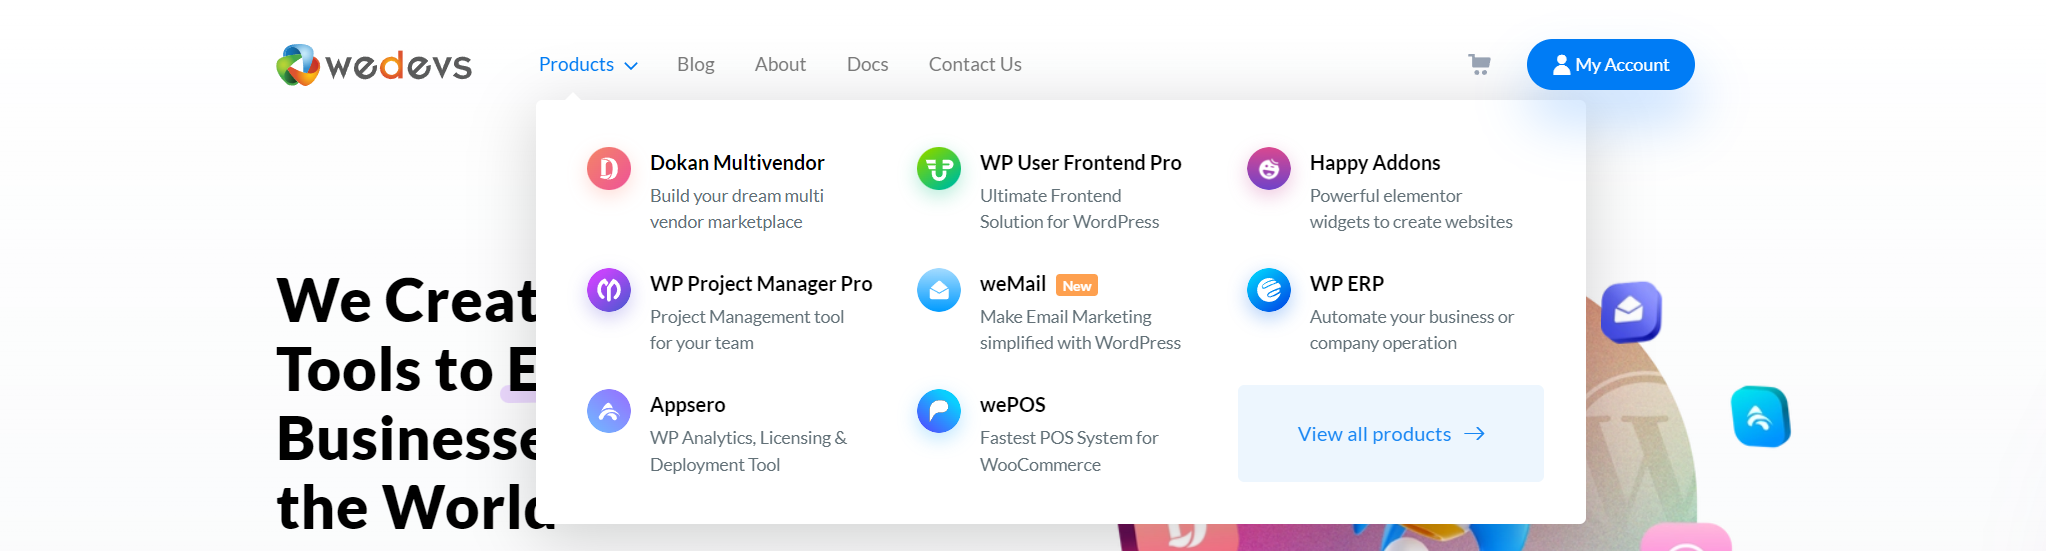 wedevs
Products
Blog
About
Docs
Contact Us
My Account
Dokan Multivendor
Build your dream multi
vendor marketplace
WP User Frontend Pro
Ultimate Frontend
Solution for WordPress
Happy Addons
Powerful elementor
widgets to create websites
WP Project Manager Pro
Project Management tool
for your team
weMail New
Make Email Marketing
simplified with WordPress
WP ERP
Automate your business or
company operation
Appsero
WP Analytics, Licensing &
Deployment Tool
wePOS
Fastest POS System for
WooCommerce
View all products →
We Creat
Tools to E
Businesse
the World